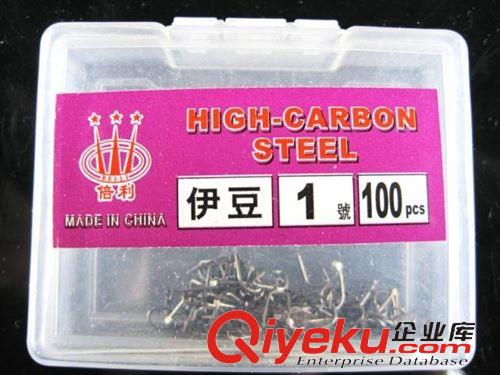 HIGH-CARBON
STEEL
BEILI
倍利
伊豆 1 號 100 pcs
MADE IN CHINA
Qiyeku 企业库
Enterprise Database